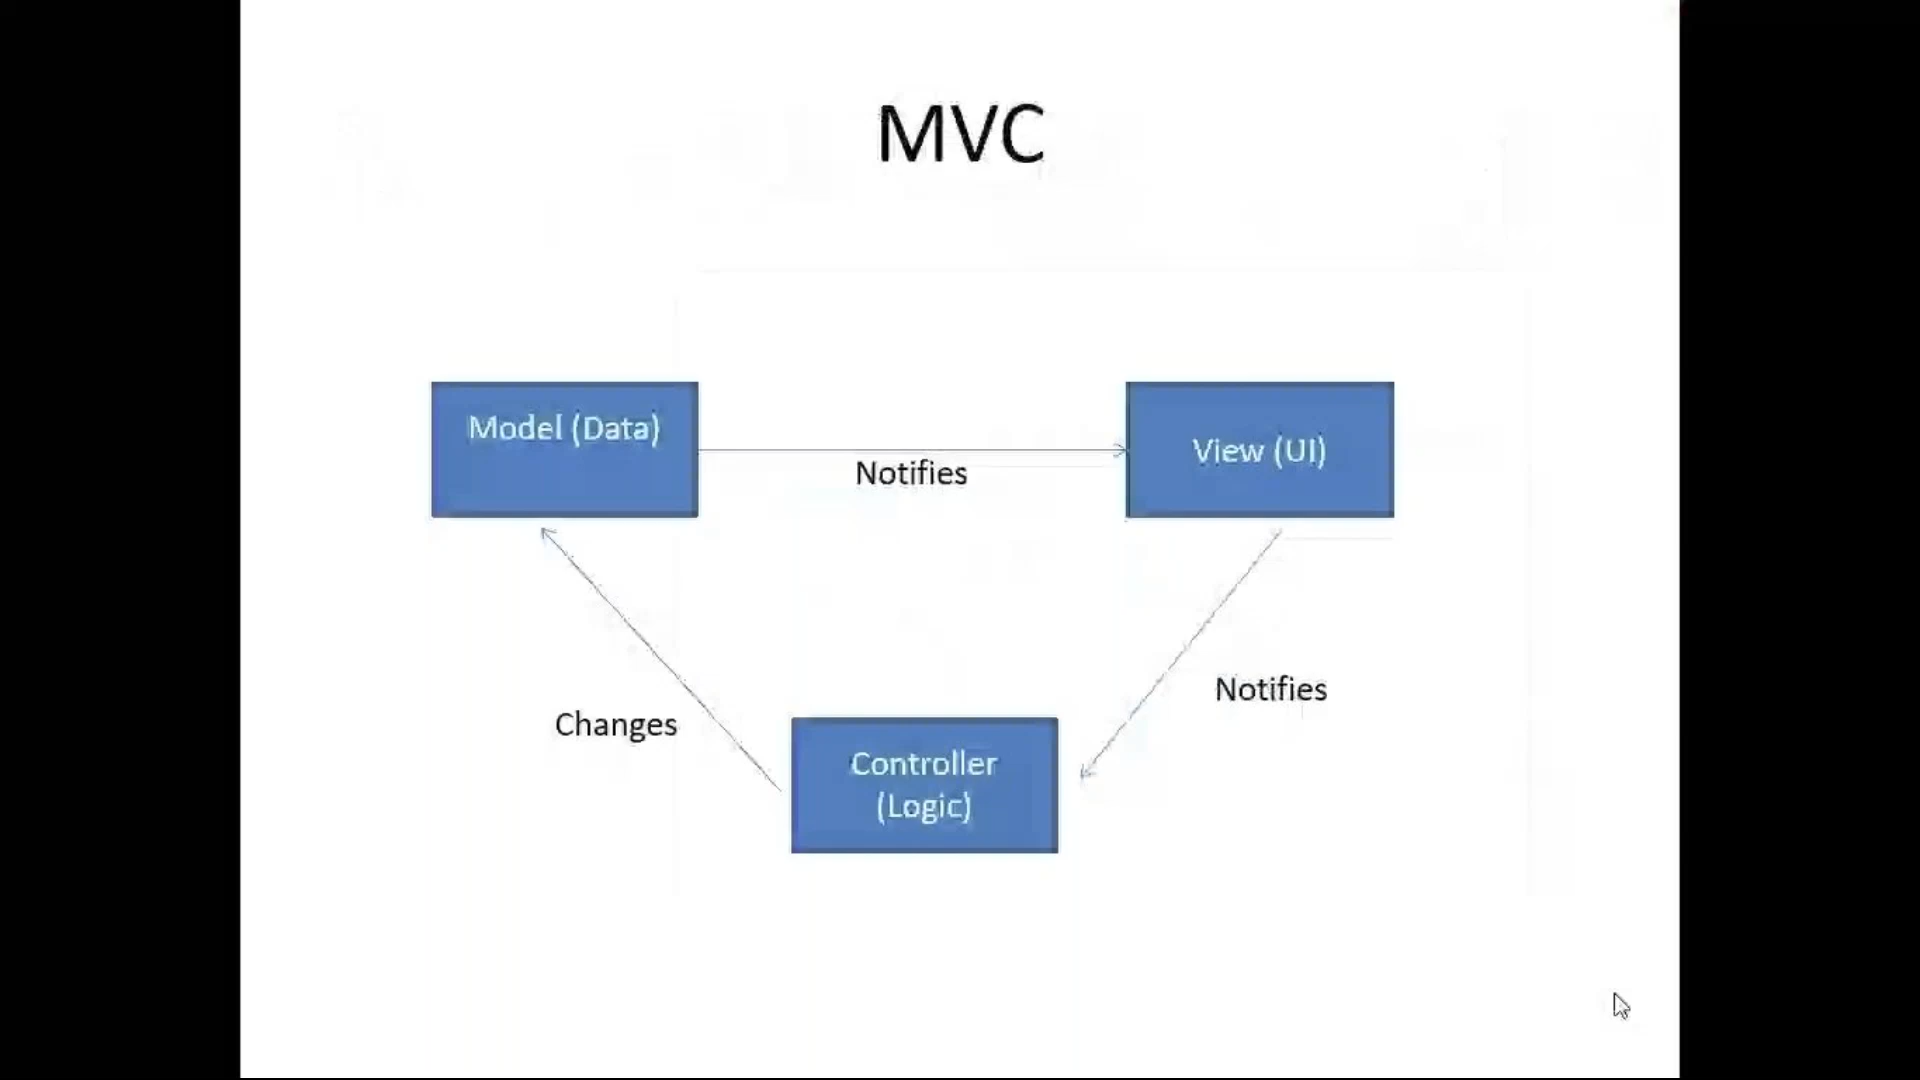 MVC
Model (Data)
Notifies
View (UI)
Changes
Notifies
Controller
(Logic)